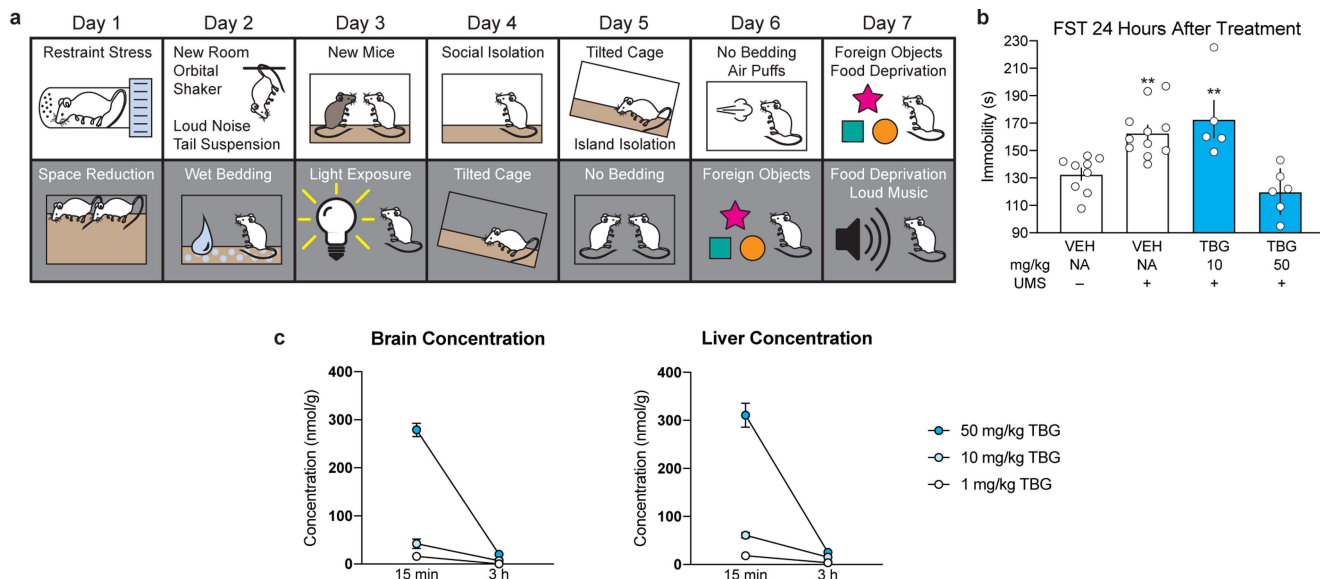 a
Day 1
Day 2
Day 3
Day 4
Day 5
Day 6
Day 7
Restraint Stress
New Room
Orbital
Shaker
Loud Noise
Tail Suspension
New Mice
Social Isolation
Tilted Cage
Island Isolation
No Bedding
Air Puffs
Foreign Objects
Food Deprivation
Space Reduction
Wet Bedding
Light Exposure
Tilted Cage
No Bedding
Foreign Objects
Food Deprivation
Loud Music
b
FST 24 Hours After Treatment
Immobility (s)
230
210
190
170
150
130
110
90
**
**
VEH VEH TBG TBG
mg/kg NA NA 10 50
UMS – + + +
c
Brain Concentration
Concentration (nmol/g)
400
300
200
100
0
15 min 3 h
Liver Concentration
Concentration (nmol/g)
400
300
200
100
0
15 min 3 h
50 mg/kg TBG
10 mg/kg TBG
1 mg/kg TBG